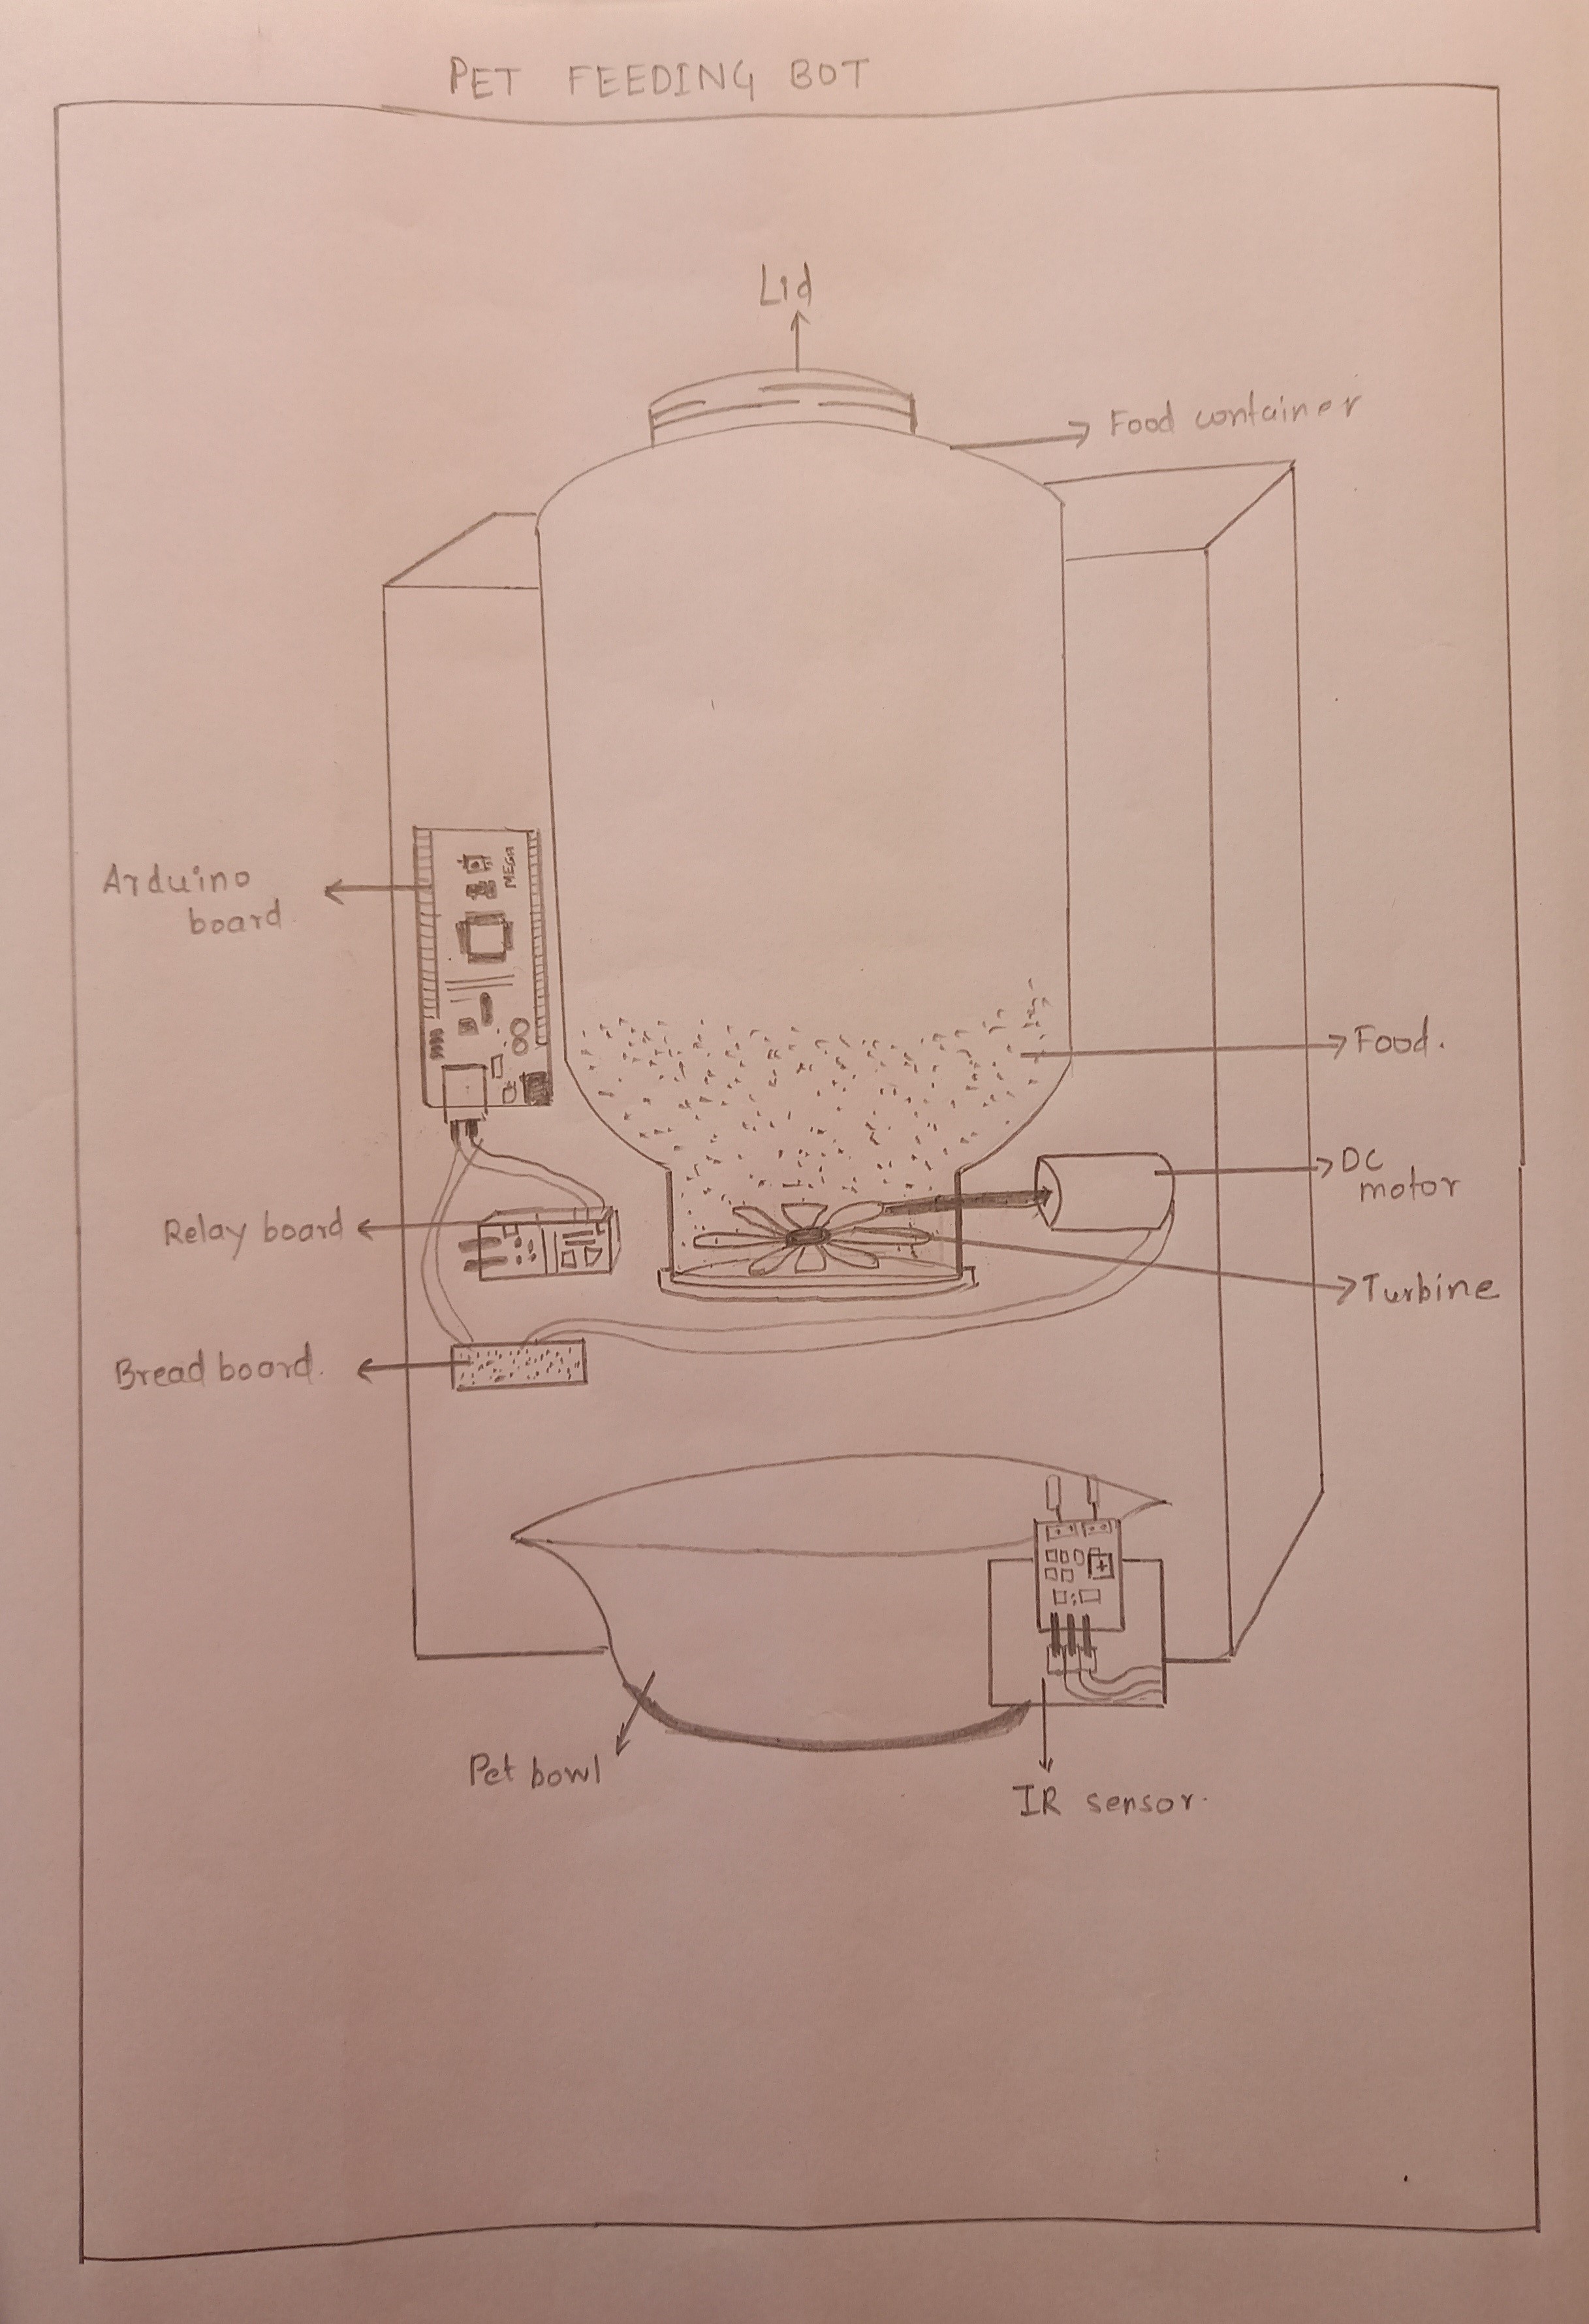 PET FEEDING BOT
Lid
Food container
Arduino
board
MEGA
Food.
DC
motor
Relay board
Turbine
Bread board.
Pet bowl
IR sensor.